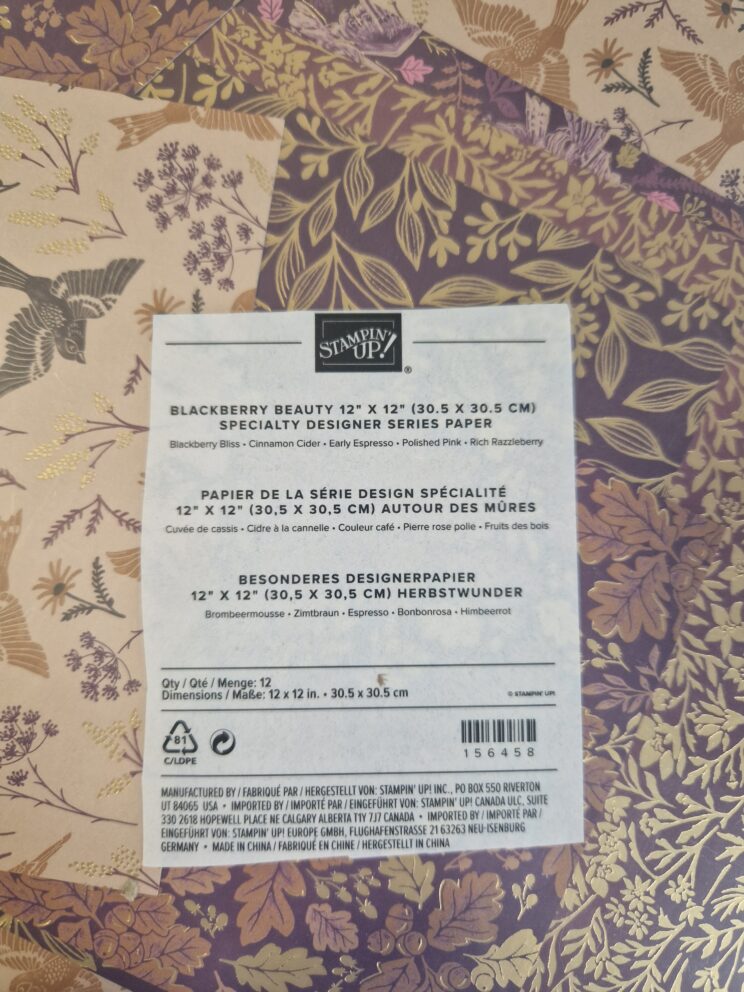 STAMPIN' UP!®
BLACKBERRY BEAUTY 12" X 12" (30.5 X 30.5 CM)
SPECIALTY DESIGNER SERIES PAPER
Blackberry Bliss • Cinnamon Cider • Early Espresso • Polished Pink • Rich Razzleberry
PAPIER DE LA SÉRIE DESIGN SPÉCIALITÉ
12" X 12" (30,5 X 30,5 CM) AUTOUR DES MÛRES
Cuvée de cassis • Cidre à la cannelle • Couleur café • Pierre rose polie • Fruits des bois
BESONDERES DESIGNERPAPIER
12" X 12" (30,5 X 30,5 CM) HERBSTWUNDER
Brombeermousse • Zimtbraun • Espresso • Bonbonrosa • Himbeerrot
Qty / Qté / Menge: 12
Dimensions / Maße: 12 x 12 in. • 30.5 x 30.5 cm
© STAMPIN' UP!
81
C/LDPE
156458
MANUFACTURED BY / FABRIQUÉ PAR / HERGESTELLT VON: STAMPIN' UP! INC., PO BOX 550 RIVERTON
UT 84065 USA • IMPORTED BY / IMPORTÉ PAR / EINGEFÜHRT VON: STAMPIN' UP! CANADA ULC, SUITE
330 2618 HOPEWELL PLACE NE CALGARY ALBERTA T1Y 7J7 CANADA • IMPORTED BY / IMPORTÉ PAR /
EINGEFÜHRT VON: STAMPIN' UP! EUROPE GMBH, FLUGHAFENSTRASSE 21 63263 NEU-ISENBURG
GERMANY • MADE IN CHINA / FABRIQUÉ EN CHINE / HERGESTELLT IN CHINA